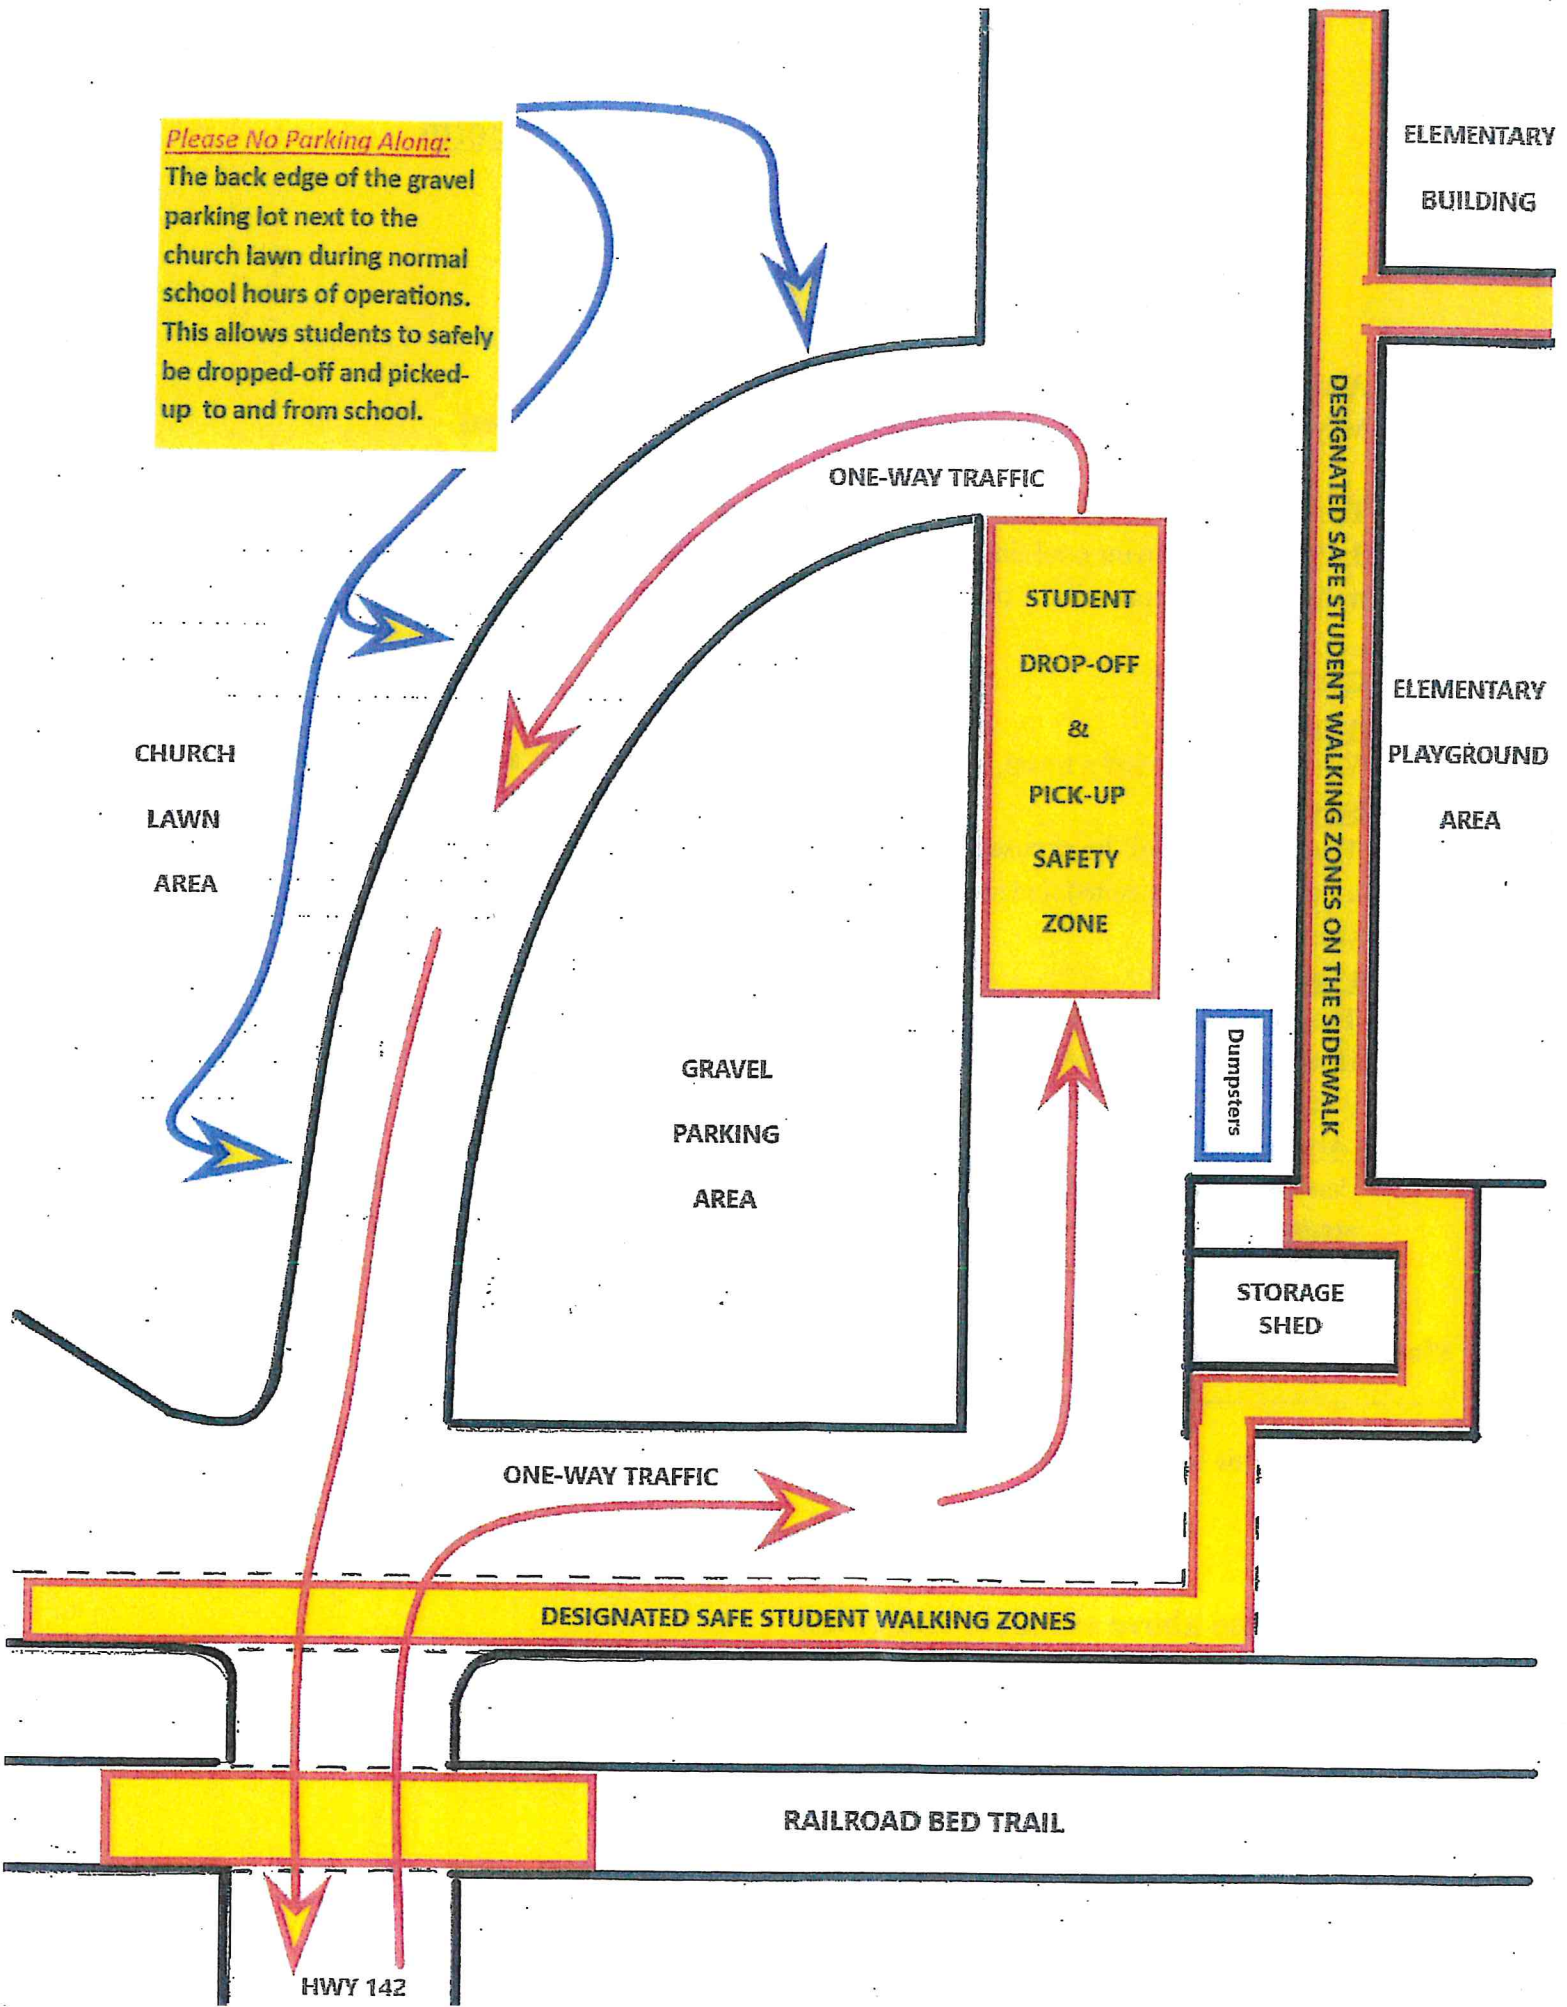 Please No Parking Along:
The back edge of the gravel
parking lot next to the
church lawn during normal
school hours of operations.
This allows students to safely
be dropped-off and picked-
up to and from school.
ELEMENTARY
BUILDING
ONE-WAY TRAFFIC
STUDENT
DROP-OFF
&
PICK-UP
SAFETY
ZONE
DESIGNATED SAFE STUDENT WALKING ZONES ON THE SIDEWALK
ELEMENTARY
PLAYGROUND
AREA
CHURCH
LAWN
AREA
GRAVEL
PARKING
AREA
Dumpsters
STORAGE
SHED
ONE-WAY TRAFFIC
DESIGNATED SAFE STUDENT WALKING ZONES
RAILROAD BED TRAIL
HWY 142